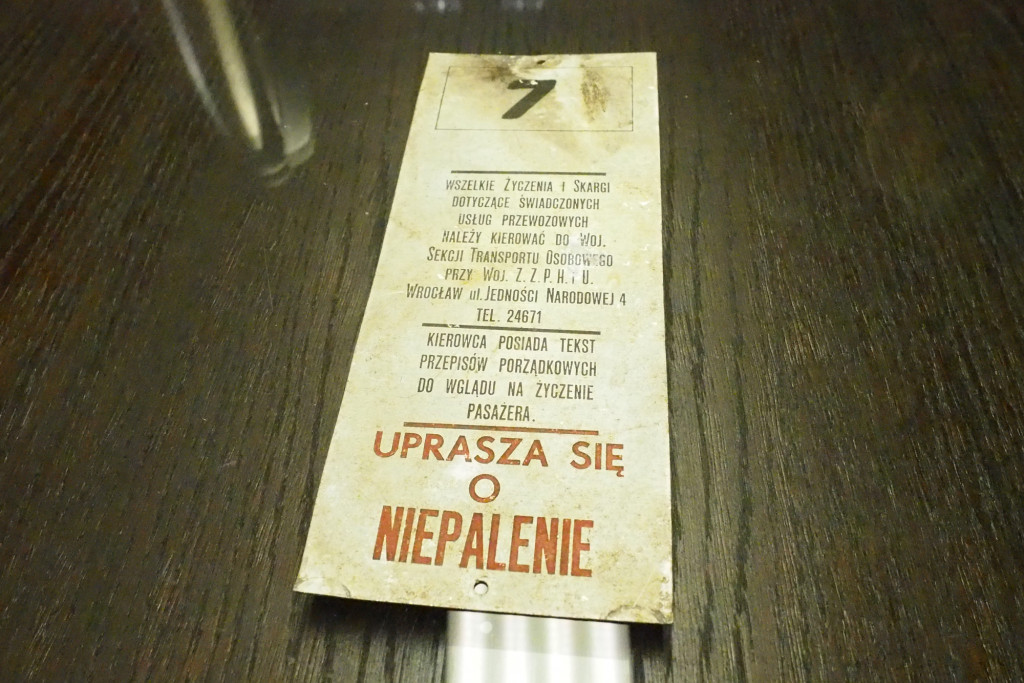 7
WSZELKIE ŻYCZENIA I SKARGI
DOTYCZĄCE ŚWIADCZONYCH
USŁUG PRZEWOZOWYCH
NALEŻY KIEROWAĆ DO WOJ.
SEKCJI TRANSPORTU OSOBOWEGO
PRZY WOJ. Z.Z.P.H. i U.
WROCŁAW ul. JEDNOŚCI NARODOWEJ 4
TEL. 24671
KIEROWCA POSIADA TEKST
PRZEPISÓW PORZĄDKOWYCH
DO WGLĄDU NA ŻYCZENIE
PASAŻERA.
UPRASZA SIĘ
O
NIEPALENIE